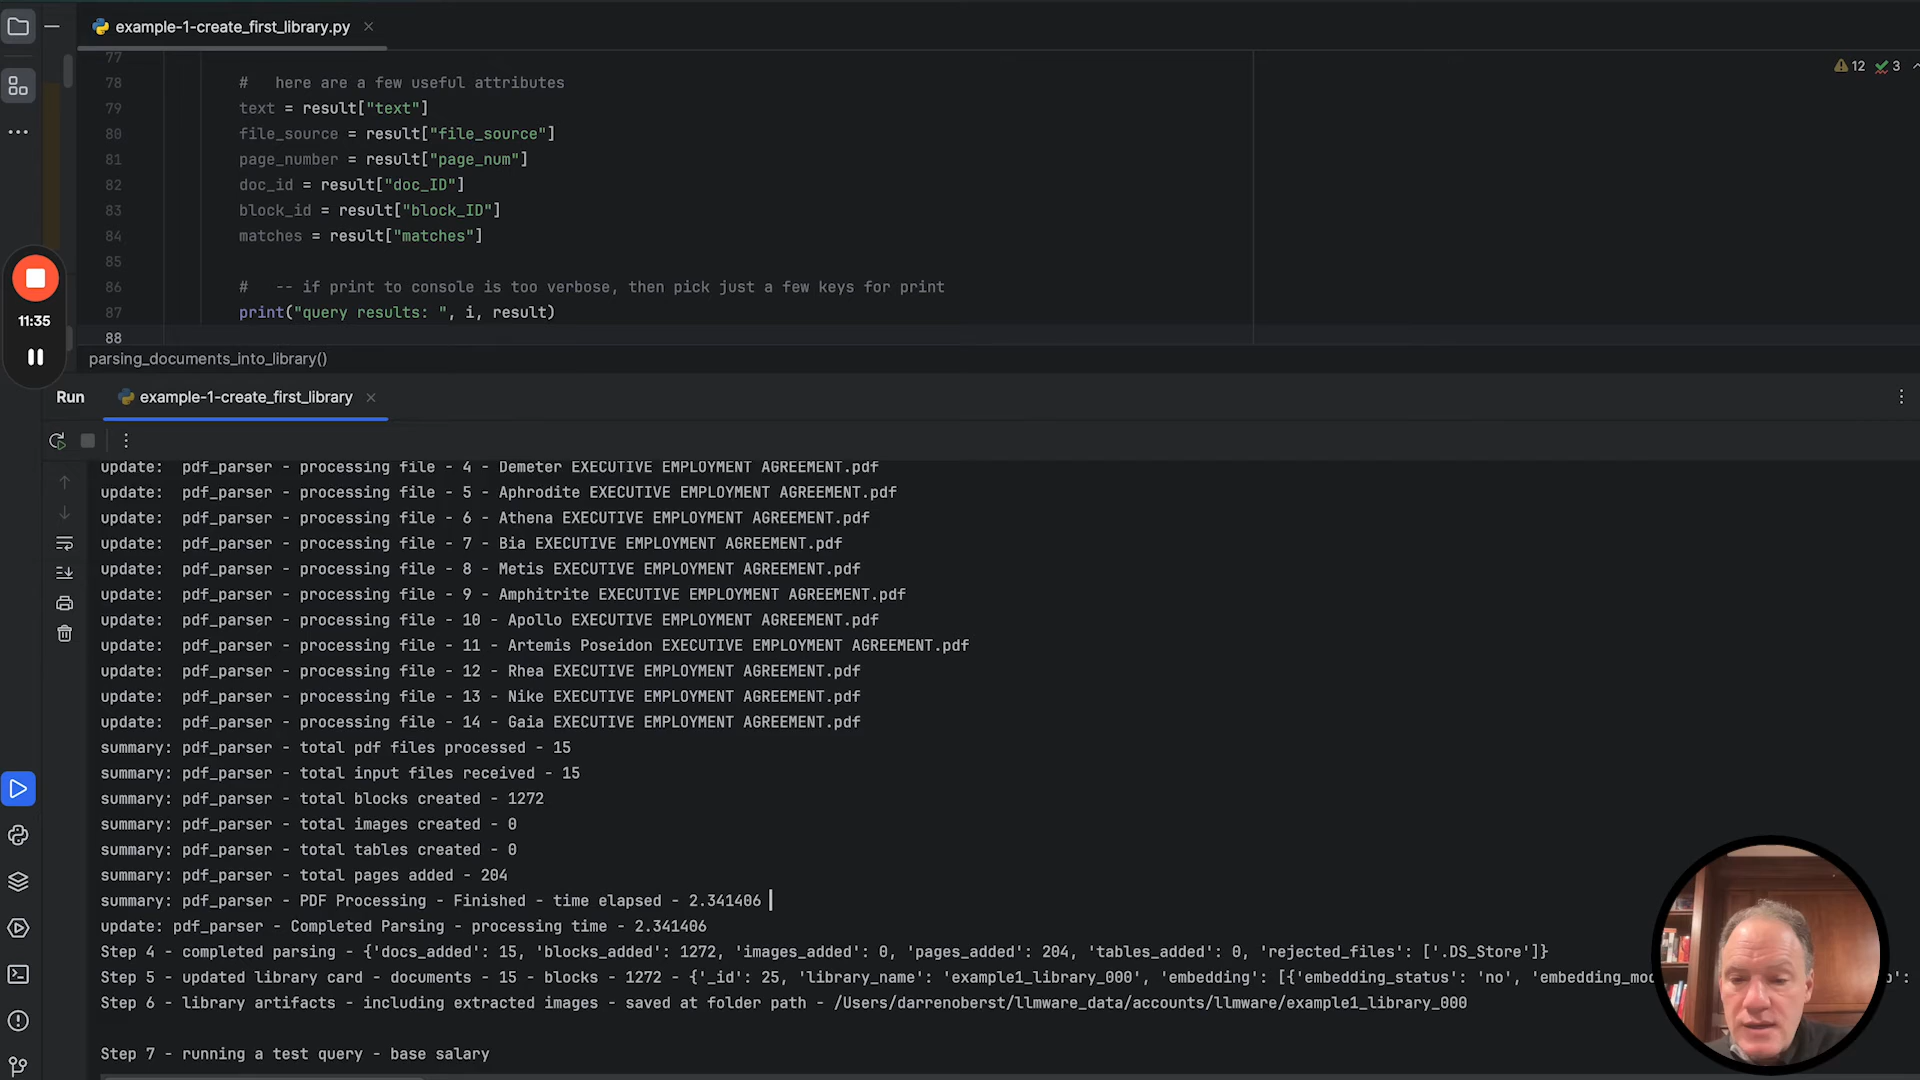 example-1-create_first_library.py
12 3
77
78 # here are a few useful attributes
79 text = result["text"]
80 file_source = result["file_source"]
81 page_number = result["page_num"]
82 doc_id = result["doc_ID"]
83 block_id = result["block_ID"]
84 matches = result["matches"]
85
86 # -- if print to console is too verbose, then pick just a few keys for print
87 print("query results: ", i, result)
88
11:35
parsing_documents_into_library()
Run example-1-create_first_library
update: pdf_parser - processing file - 4 - Demeter EXECUTIVE EMPLOYMENT AGREEMENT.pdf
update: pdf_parser - processing file - 5 - Aphrodite EXECUTIVE EMPLOYMENT AGREEMENT.pdf
update: pdf_parser - processing file - 6 - Athena EXECUTIVE EMPLOYMENT AGREEMENT.pdf
update: pdf_parser - processing file - 7 - Bia EXECUTIVE EMPLOYMENT AGREEMENT.pdf
update: pdf_parser - processing file - 8 - Metis EXECUTIVE EMPLOYMENT AGREEMENT.pdf
update: pdf_parser - processing file - 9 - Amphitrite EXECUTIVE EMPLOYMENT AGREEMENT.pdf
update: pdf_parser - processing file - 10 - Apollo EXECUTIVE EMPLOYMENT AGREEMENT.pdf
update: pdf_parser - processing file - 11 - Artemis Poseidon EXECUTIVE EMPLOYMENT AGREEMENT.pdf
update: pdf_parser - processing file - 12 - Rhea EXECUTIVE EMPLOYMENT AGREEMENT.pdf
update: pdf_parser - processing file - 13 - Nike EXECUTIVE EMPLOYMENT AGREEMENT.pdf
update: pdf_parser - processing file - 14 - Gaia EXECUTIVE EMPLOYMENT AGREEMENT.pdf
summary: pdf_parser - total pdf files processed - 15
summary: pdf_parser - total input files received - 15
summary: pdf_parser - total blocks created - 1272
summary: pdf_parser - total images created - 0
summary: pdf_parser - total tables created - 0
summary: pdf_parser - total pages added - 204
summary: pdf_parser - PDF Processing - Finished - time elapsed - 2.341406
update: pdf_parser - Completed Parsing - processing time - 2.341406
Step 4 - completed parsing - {'docs_added': 15, 'blocks_added': 1272, 'images_added': 0, 'pages_added': 204, 'tables_added': 0, 'rejected_files': ['.DS_Store']}
Step 5 - updated library card - documents - 15 - blocks - 1272 - {'_id': 25, 'library_name': 'example1_library_000', 'embedding': [{'embedding_status': 'no', 'embedding_mo
Step 6 - library artifacts - including extracted images - saved at folder path - /Users/darrenoberst/llmware_data/accounts/llmware/example1_library_000
Step 7 - running a test query - base salary